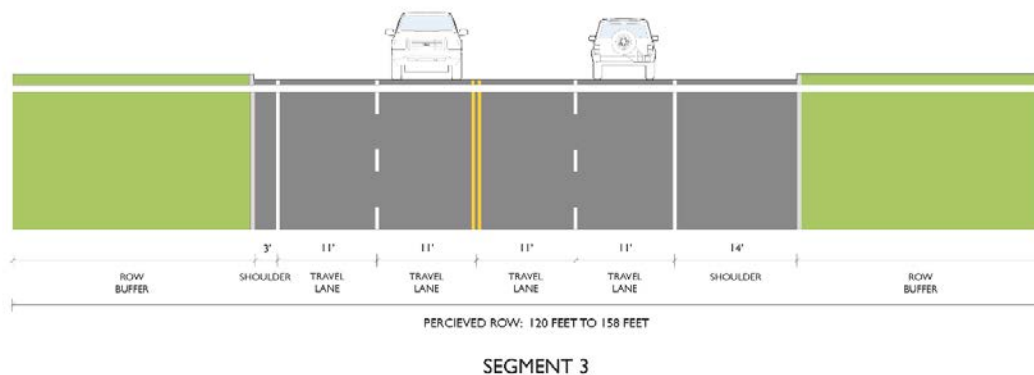 3' 11' 11' 11' 11' 14'
ROW BUFFER
SHOULDER
TRAVEL LANE
TRAVEL LANE
TRAVEL LANE
TRAVEL LANE
SHOULDER
ROW BUFFER
PERCIEVED ROW: 120 FEET TO 158 FEET
SEGMENT 3